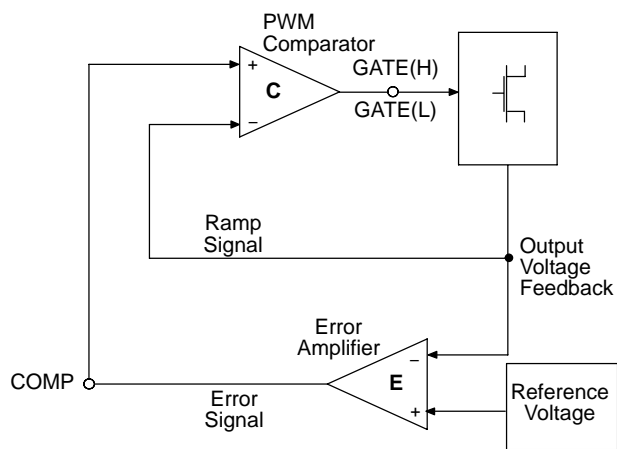 PWM
Comparator
+
C
–
GATE(H)
GATE(L)
Ramp
Signal
Output
Voltage
Feedback
Error
Amplifier
–
E
+
COMP
Error
Signal
Reference
Voltage